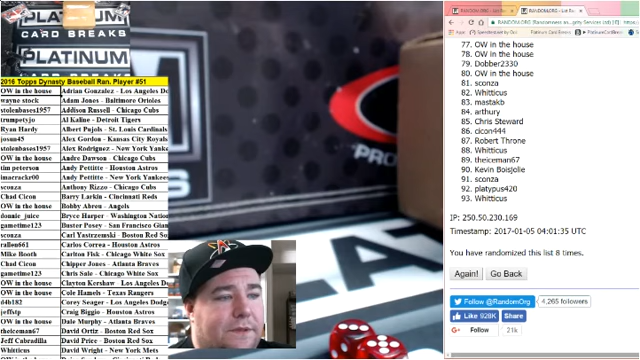 PLATINUM
CARD BREAKS
PLATINUM
CARD BREAKS
2016 Topps Dynasty Baseball Ran. Player #51
OW in the house Adrian Gonzalez - Los Angeles Do
wayne stock Adam Jones - Baltimore Orioles
stolenbases1957 Addison Russell - Chicago Cubs
trumpetyjo Al Kaline - Detroit Tigers
Ryan Hardy Albert Pujols - St. Louis Cardinals
josun45 Alex Gordon - Kansas City Royals
stolenbases1957 Alex Rodriguez - New York Yanke
OW in the house Andre Dawson - Chicago Cubs
tim peterson Andy Pettitte - Houston Astros
imarrackr00 Andy Pettitte - New York Yankees
sconza Anthony Rizzo - Chicago Cubs
Chad Cicon Barry Larkin - Cincinnati Reds
OW in the house Bobby Abreu - Angels
donnie_juice Bryce Harper - Washington Natio
gametime123 Buster Posey - San Francisco Gian
sconza Carl Yastrzemski - Boston Red Sox
rallen661 Carlos Correa - Houston Astros
Mike Booth Carlton Fisk - Chicago White Sox
Chad Cicon Chipper Jones - Atlanta Braves
gametime123 Chris Sale - Chicago White Sox
OW in the house Clayton Kershaw - Los Angeles Do
OW in the house Cole Hamels - Texas Rangers
d4b182 Corey Seager - Los Angeles Dodg
jeffstp Craig Biggio - Houston Astros
OW in the house Dale Murphy - Atlanta Braves
theiceman67 David Ortiz - Boston Red Sox
Jeff Cabradilla David Price - Boston Red Sox
Whitticus David Wright - New York Mets
PRO
77. OW in the house
78. OW in the house
79. Dobber2330
80. OW in the house
81. sconza
82. Whitticus
83. mastakb
84. arthury
85. Chris Steward
86. cicon444
87. Robert Throne
88. Whitticus
89. theiceman67
90. Kevin Boisjolie
91. sconza
92. platypus420
93. Whitticus
IP: 250.50.230.169
Timestamp: 2017-01-05 04:01:35 UTC
You have randomized this list 8 times.
Again! Go Back
Follow @RandomOrg 4,265 followers
Like 928K Share
Follow 21k